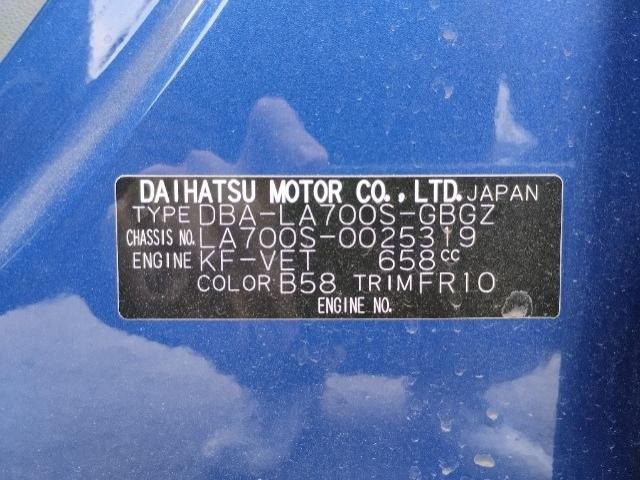 DAIHATSU MOTOR CO., LTD. JAPAN
TYPE DBA-LA700S-GBGZ
CHASSIS NO. LA700S-0025319
ENGINE KF-VET 658cc
COLOR B58 TRIM FR10
ENGINE NO.